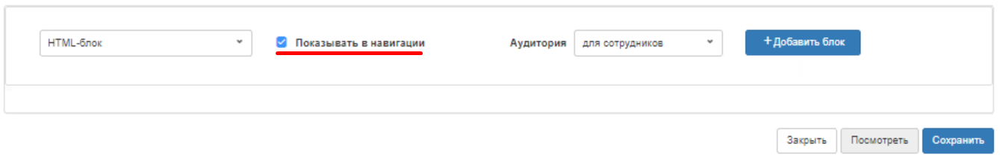 HTML-блок Показывать в навигации Аудитория для сотрудников +Добавить блок
Закрыть Посмотреть Сохранить